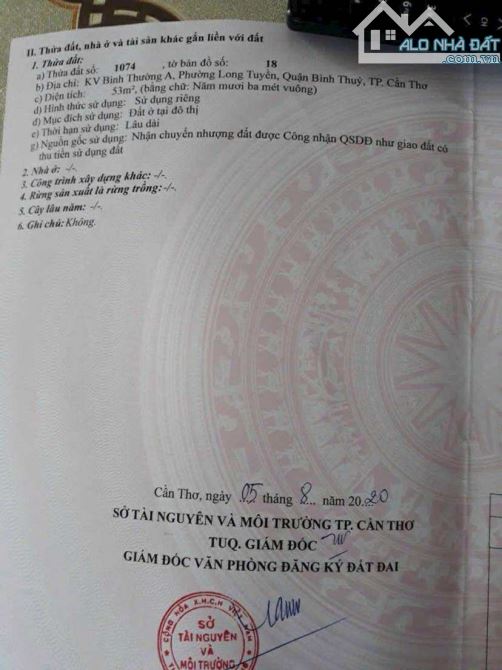 ALO NHÀ ĐẤT
II. Thửa đất, nhà ở và tài sản khác gắn liền với đất
1. Thửa đất:
a) Thửa đất số: 1074 , tờ bản đồ số: 18
b) Địa chỉ: KV Bình Thường A, Phường Long Tuyền, Quận Bình Thuỷ, TP. Cần Thơ
c) Diện tích: 53m², (bằng chữ: Năm mươi ba mét vuông)
d) Hình thức sử dụng: Sử dụng riêng
đ) Mục đích sử dụng: Đất ở tại đô thị
e) Thời hạn sử dụng: Lâu dài
g) Nguồn gốc sử dụng: Nhận chuyển nhượng đất được Công nhận QSDĐ như giao đất có
thu tiền sử dụng đất
2. Nhà ở: -/-.
3. Công trình xây dựng khác:-/-.
4. Rừng sản xuất là rừng trồng:-/-.
5. Cây lâu năm: -/-.
6. Ghi chú:Không.
Cần Thơ, ngày 05 tháng 8 năm 2020
SỞ TÀI NGUYÊN VÀ MÔI TRƯỜNG TP. CẦN THƠ
TUQ. GIÁM ĐỐC
GIÁM ĐỐC VĂN PHÒNG ĐĂNG KÝ ĐẤT ĐAI
CỘNG HÒA X.H.C.N VIỆT NAM
SỞ
TÀI NGUYÊN
VÀ
MÔI TRƯỜNG